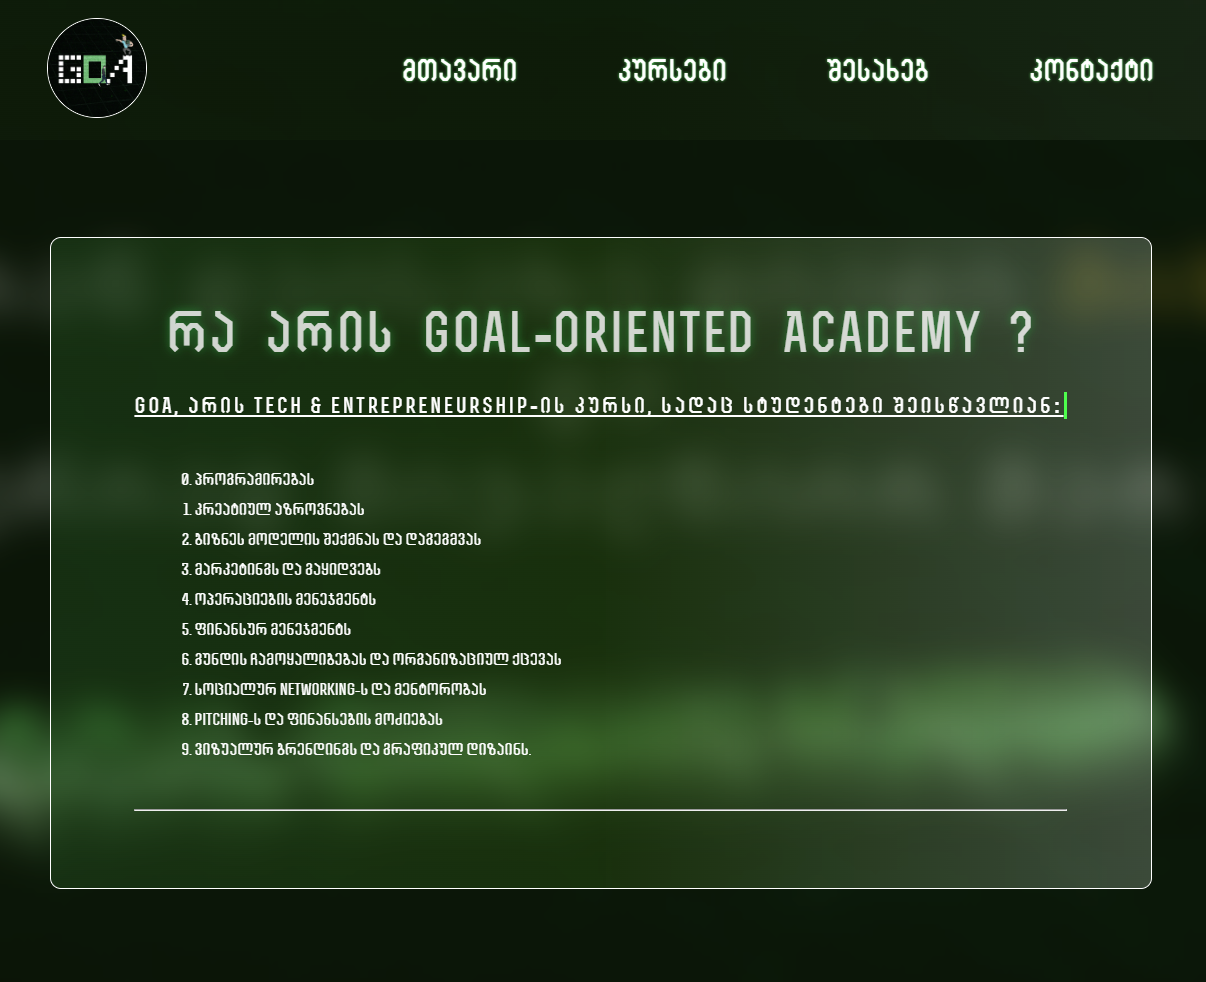 GOA
მთავარი
კურსები
შესახებ
კონტაქტი
რა არის GOAL-ORIENTED ACADEMY ?
GOA, არის TECH & ENTREPRENEURSHIP-ის კურსი, სადაც სტუდენტები შეისწავლიან:
0. პროგრამირებას
1. კრეატიულ აზროვნებას
2. ბიზნეს მოდელის შექმნას და დაგეგმვას
3. მარკეტინგს და გაყიდვებს
4. ოპერაციების მენეჯმენტს
5. ფინანსურ მენეჯმენტს
6. გუნდის ჩამოყალიბებას და ორგანიზაციულ ქცევას
7. სოციალურ NETWORKING-ს და მენტორობას
8. PITCHING-ს და ფინანსების მოძიებას
9. ვიზუალურ ბრენდინგს და გრაფიკულ დიზაინს.